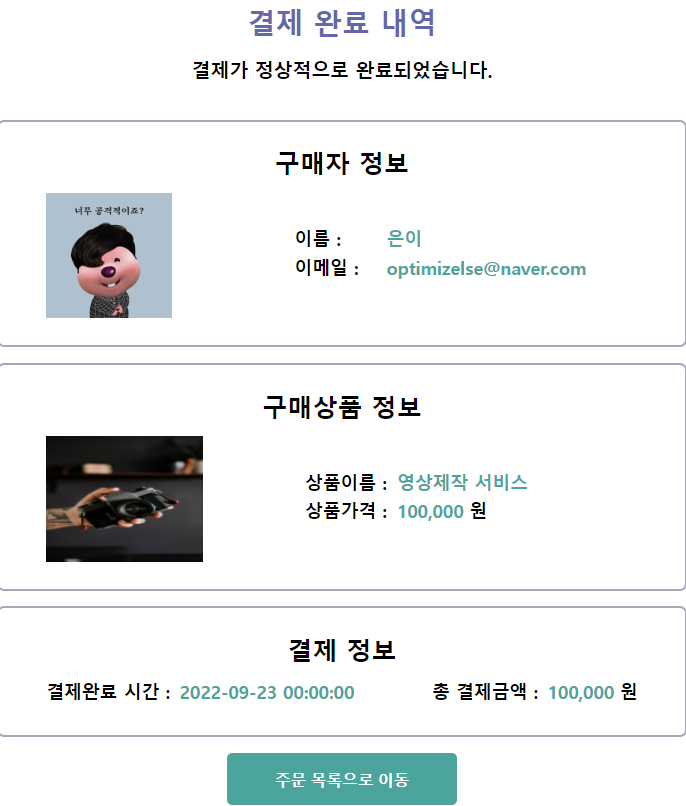 결제 완료 내역
결제가 정상적으로 완료되었습니다.
구매자 정보
너무 공격적이죠?
이름 : 은이
이메일 : optimizelse@naver.com
구매상품 정보
상품이름 : 영상제작 서비스
상품가격 : 100,000 원
결제 정보
결제완료 시간 : 2022-09-23 00:00:00 총 결제금액 : 100,000 원
주문 목록으로 이동